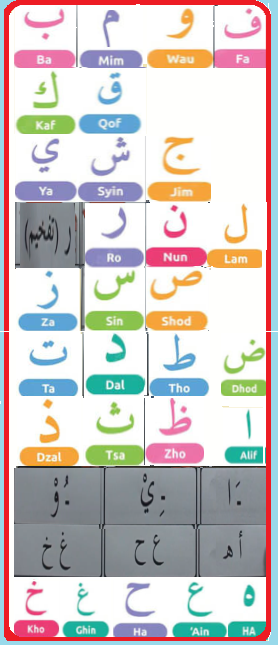 ف و م ب
Ba Mim Wau Fa
ق ك
Kaf Qof
ج ش ي
Ya Syin Jim
ل ن ر ر (تفخيم)
Ro Nun Lam
ص س ز
Za Sin Shod
ض ط د ت
Ta Dal Tho Dhod
ا ظ ث ذ
Dzal Tsa Zho Alif
ـَا ـِيْ ـُوْ
أ هـ ع ح غ خ
ه ع ح غ خ
Kho Ghin Ha 'Ain HA